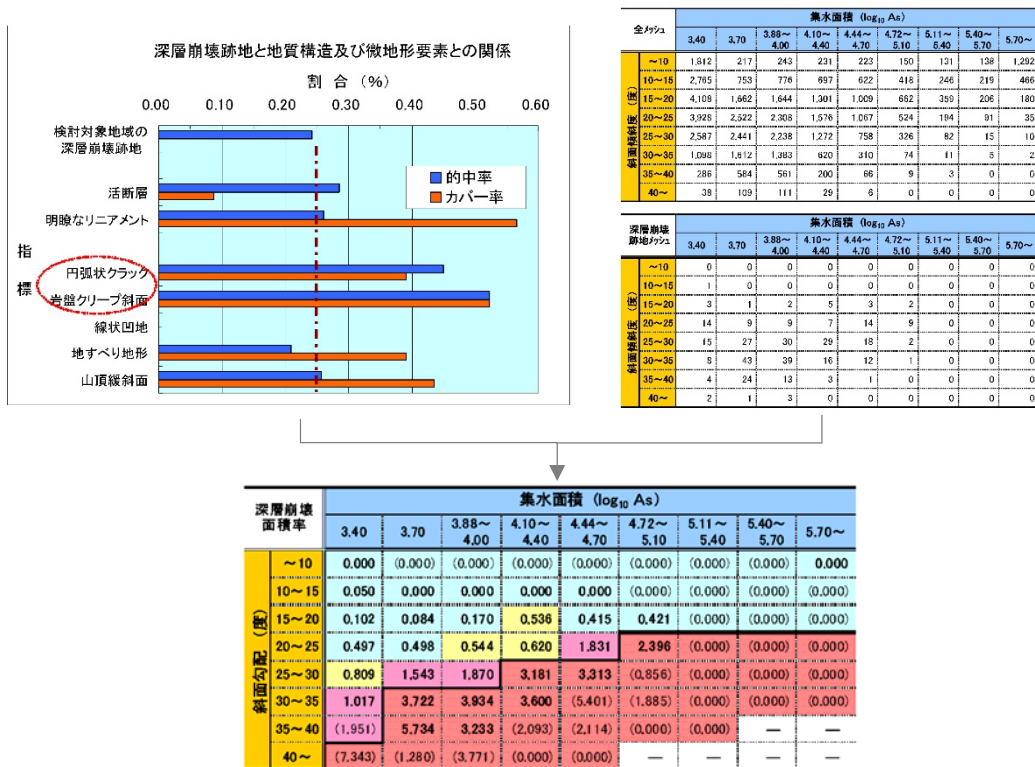 深層崩壊跡地と地質構造及び微地形要素との関係
割 合 (%)
0.00 0.10 0.20 0.30 0.40 0.50 0.60
検討対象地域の
深層崩壊跡地
活断層
明瞭なリニアメント
円弧状クラック
岩盤クリープ斜面
線状凹地
地すべり地形
山頂緩斜面
指
標
的中率
カバー率
全メッシュ 集水面積 (log10 As)
3.40 3.70 3.88～4.00 4.10～4.40 4.44～4.70 4.72～5.10 5.11～5.40 5.40～5.70 5.70～
斜面傾斜度 (度)
～10 1,812 217 243 231 223 150 131 138 1,292
10～15 2,765 753 776 697 622 418 246 219 466
15～20 4,108 1,662 1,644 1,301 1,009 662 359 206 180
20～25 3,928 2,522 2,308 1,576 1,067 524 194 91 35
25～30 2,587 2,441 2,238 1,272 758 326 82 15 10
30～35 1,098 1,612 1,383 620 310 74 11 5 2
35～40 286 584 561 200 66 9 3 0 0
40～ 38 109 111 29 6 0 0 0 0
深層崩壊跡地メッシュ 集水面積 (log10 As)
3.40 3.70 3.88～4.00 4.10～4.40 4.44～4.70 4.72～5.10 5.11～5.40 5.40～5.70 5.70～
斜面傾斜度 (度)
～10 0 0 0 0 0 0 0 0 0
10～15 1 0 0 0 0 0 0 0 0
15～20 3 1 2 5 3 2 0 0 0
20～25 14 9 9 7 14 9 0 0 0
25～30 15 27 30 29 18 2 0 0 0
30～35 8 43 39 16 12 1 0 0 0
35～40 4 24 13 3 1 0 0 0 0
40～ 2 1 3 0 0 0 0 0 0
深層崩壊面積率 集水面積 (log10 As)
3.40 3.70 3.88～4.00 4.10～4.40 4.44～4.70 4.72～5.10 5.11～5.40 5.40～5.70 5.70～
斜面勾配 (度)
～10 0.000 (0.000) (0.000) (0.000) (0.000) (0.000) (0.000) (0.000) 0.000
10～15 0.050 0.000 0.000 0.000 0.000 (0.000) (0.000) (0.000) (0.000)
15～20 0.102 0.084 0.170 0.536 0.415 0.421 (0.000) (0.000) (0.000)
20～25 0.497 0.498 0.544 0.620 1.831 2.396 (0.000) (0.000) (0.000)
25～30 0.809 1.543 1.870 3.181 3.313 (0.856) (0.000) (0.000) (0.000)
30～35 1.017 3.722 3.934 3.600 (5.401) (1.885) (0.000) (0.000) (0.000)
35～40 (1.951) 5.734 3.233 (2.093) (2.114) (0.000) (0.000) — —
40～ (7.343) (1.280) (3.771) (0.000) (0.000) — — — —